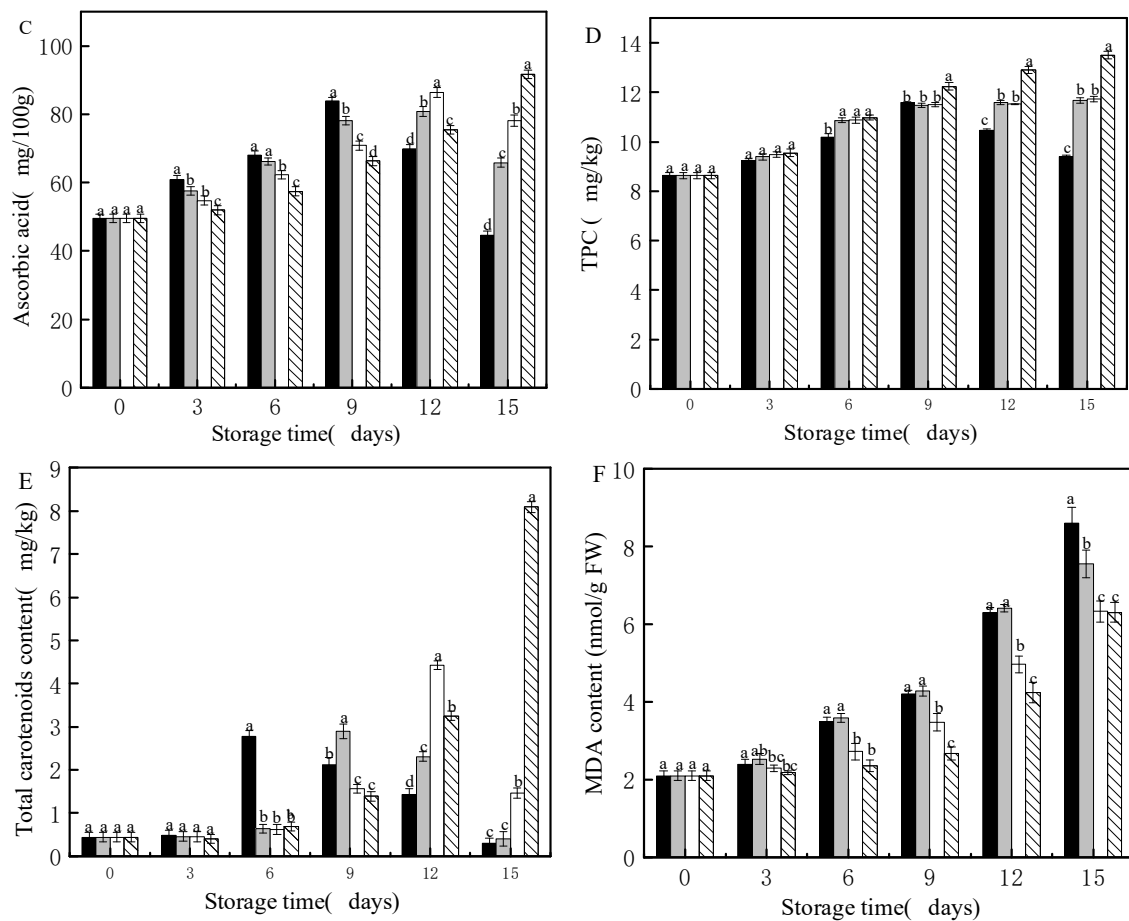 C
Ascorbic acid( mg/100g)
100
80
60
40
20
0
a a a a
a b b c
a a b c
a b c d
d b a c
d c b a
0 3 6 9 12 15
Storage time( days)
D
TPC ( mg/kg)
14
12
10
8
6
4
2
0
a a a a
a a a a
b a a a
b b b a
c b b a
c b b a
0 3 6 9 12 15
Storage time( days)
E
Total carotenoids content( mg/kg)
9
8
7
6
5
4
3
2
1
0
a a a a
a a a a
a b b b
b a c c
d c a b
c c b a
0 3 6 9 12 15
Storage time( days)
F
MDA content (nmol/g FW)
10
8
6
4
2
0
a a a a
a ab bc bc
a a b b
a a b c
a a b c
a b c c
0 3 6 9 12 15
Storage time( days)